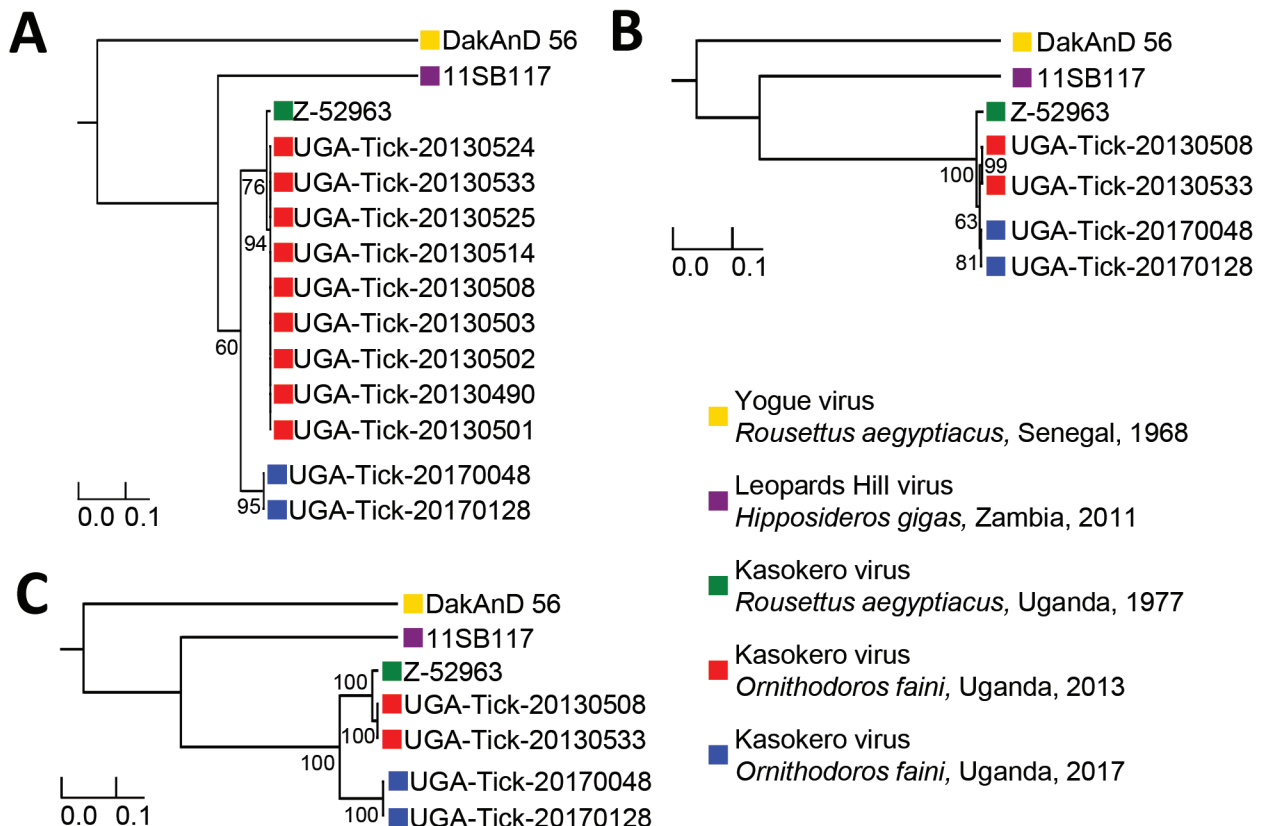 A
DakAnD 56
11SB117
Z-52963
UGA-Tick-20130524
UGA-Tick-20130533
UGA-Tick-20130525
UGA-Tick-20130514
UGA-Tick-20130508
UGA-Tick-20130503
UGA-Tick-20130502
UGA-Tick-20130490
UGA-Tick-20130501
UGA-Tick-20170048
UGA-Tick-20170128
76
94
60
95
0.0 0.1
B
DakAnD 56
11SB117
Z-52963
UGA-Tick-20130508
UGA-Tick-20130533
UGA-Tick-20170048
UGA-Tick-20170128
99
100
63
81
0.0 0.1
C
DakAnD 56
11SB117
Z-52963
UGA-Tick-20130508
UGA-Tick-20130533
UGA-Tick-20170048
UGA-Tick-20170128
100
100
100
100
0.0 0.1
Yogue virus
Rousettus aegyptiacus, Senegal, 1968
Leopards Hill virus
Hipposideros gigas, Zambia, 2011
Kasokero virus
Rousettus aegyptiacus, Uganda, 1977
Kasokero virus
Ornithodoros faini, Uganda, 2013
Kasokero virus
Ornithodoros faini, Uganda, 2017